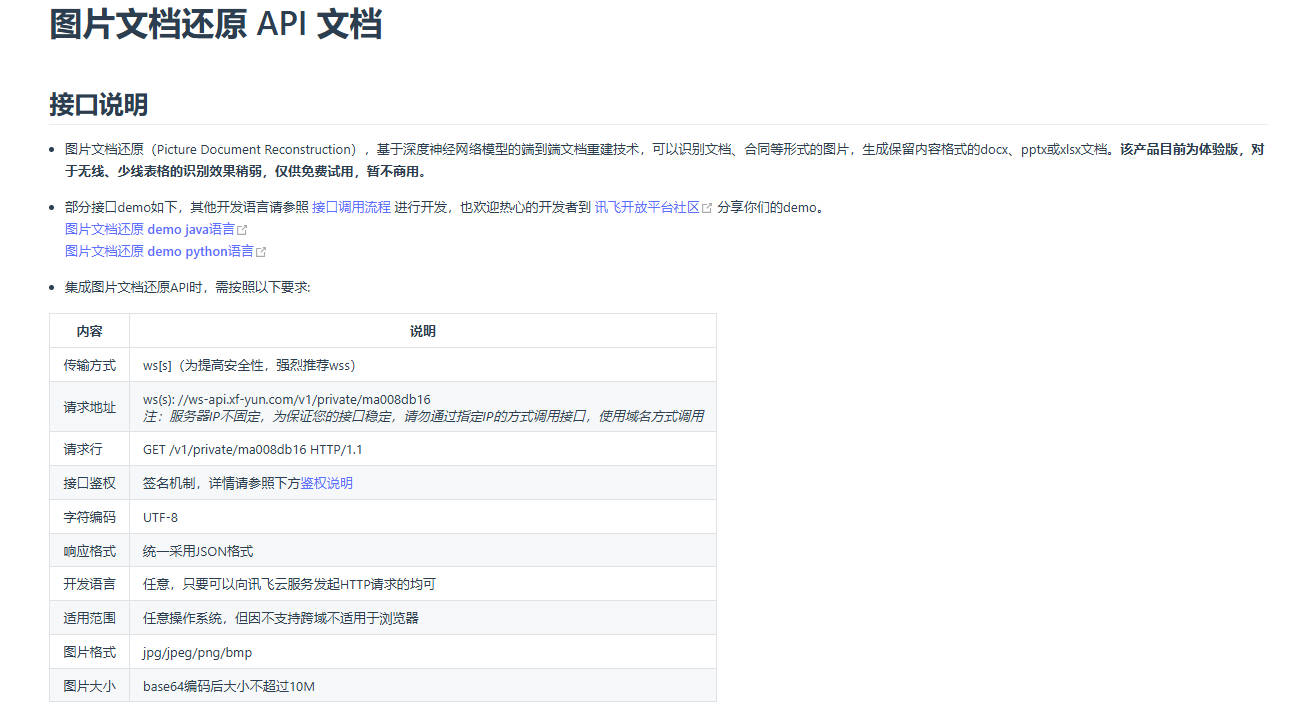 图片文档还原 API 文档
接口说明
图片文档还原（Picture Document Reconstruction），基于深度神经网络模型的端到端文档重建技术，可以识别文档、合同等形式的图片，生成保留内容格式的docx、pptx或xlsx文档。该产品目前为体验版，对
于无线、少线表格的识别效果稍弱，仅供免费试用，暂不商用。
部分接口demo如下，其他开发语言请参照 接口调用流程 进行开发，也欢迎热心的开发者到 讯飞开放平台社区 分享你们的demo。
图片文档还原 demo java语言
图片文档还原 demo python语言
集成图片文档还原API时，需按照以下要求:
内容 说明
传输方式 ws[s]（为提高安全性，强烈推荐wss）
请求地址 ws(s): //ws-api.xf-yun.com/v1/private/ma008db16
注：服务器IP不固定，为保证您的接口稳定，请勿通过指定IP的方式调用接口，使用域名方式调用
请求行 GET /v1/private/ma008db16 HTTP/1.1
接口鉴权 签名机制，详情请参照下方鉴权说明
字符编码 UTF-8
响应格式 统一采用JSON格式
开发语言 任意，只要可以向讯飞云服务发起HTTP请求的均可
适用范围 任意操作系统，但因不支持跨域不适用于浏览器
图片格式 jpg/jpeg/png/bmp
图片大小 base64编码后大小不超过10M